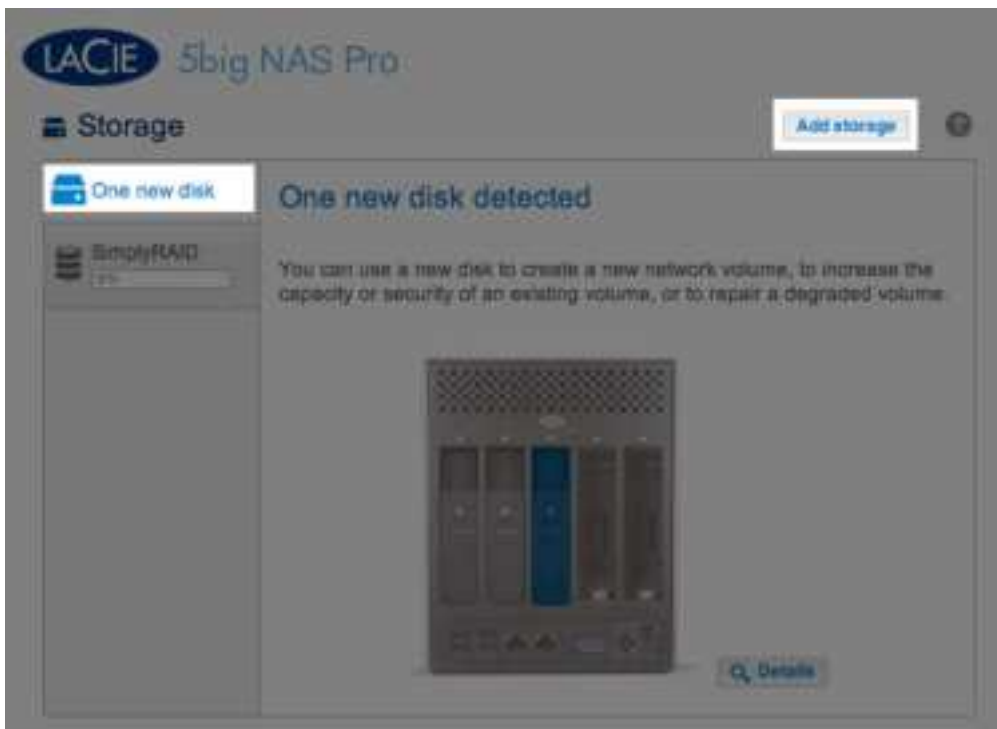 LACIE 5big NAS Pro
Storage
Add storage
One new disk
One new disk detected
SimplyRAID
You can use a new disk to create a new network volume, to increase the
capacity or security of an existing volume, or to repair a degraded volume.
Details